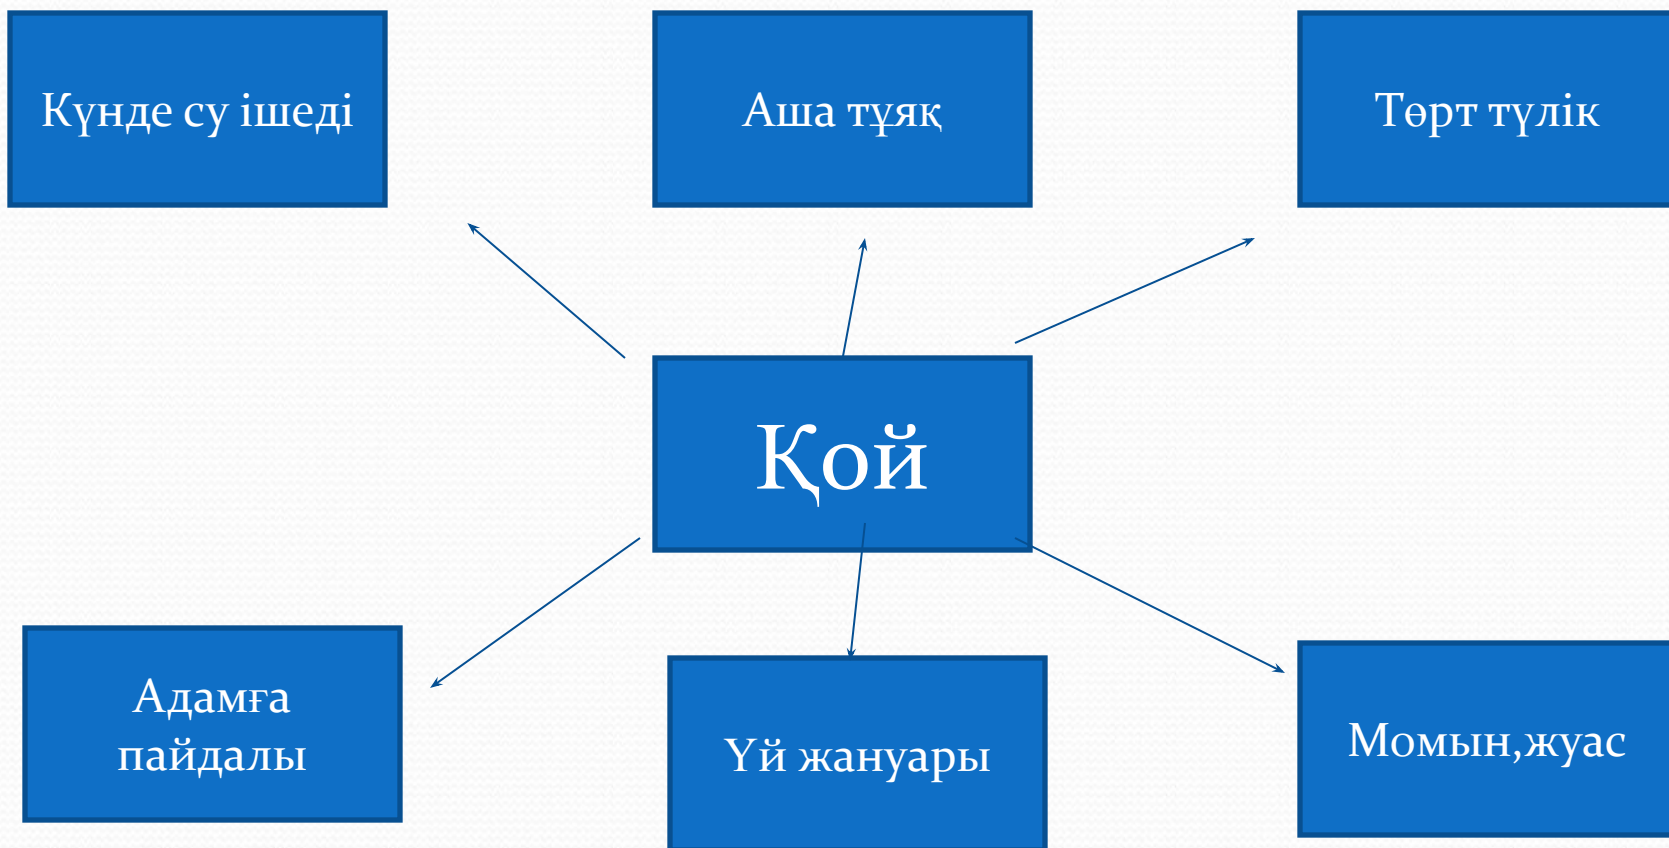 Күнде су ішеді
Аша тұяқ
Төрт түлік
Қой
Адамға
пайдалы
Үй жануары
Момын,жуас